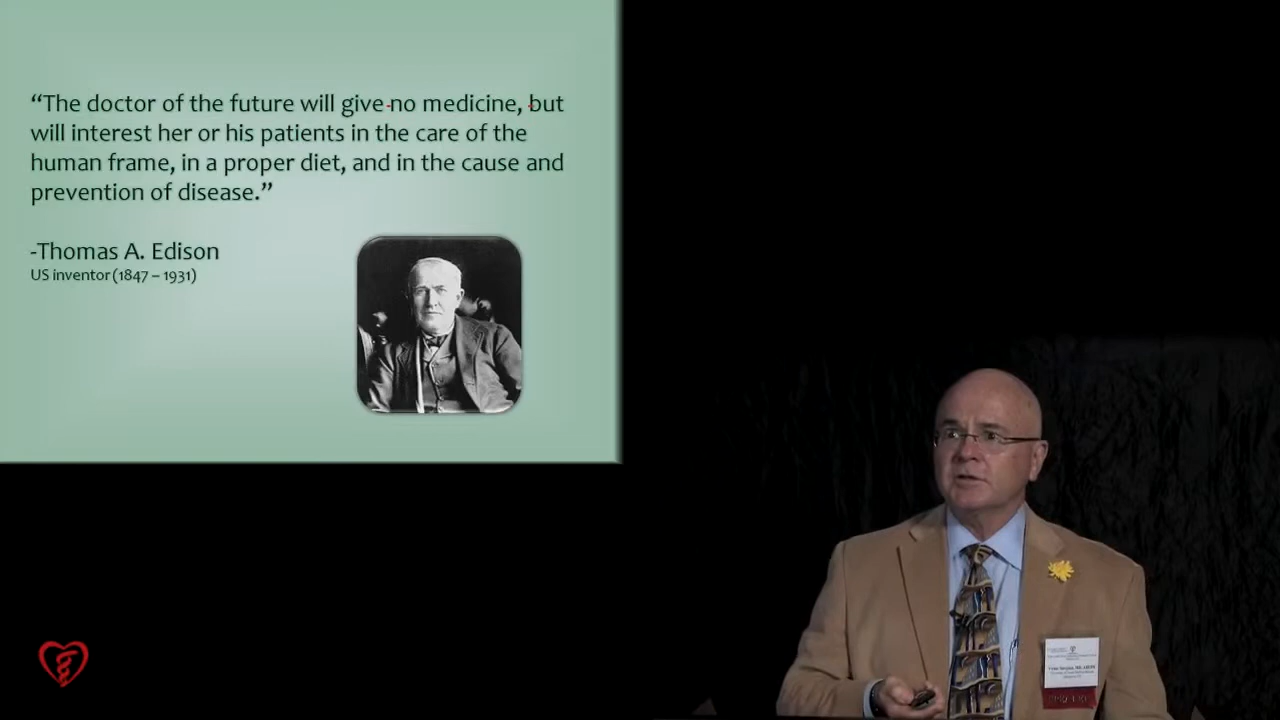 “The doctor of the future will give no medicine, but
will interest her or his patients in the care of the
human frame, in a proper diet, and in the cause and
prevention of disease.”
-Thomas A. Edison
US inventor (1847 – 1931)